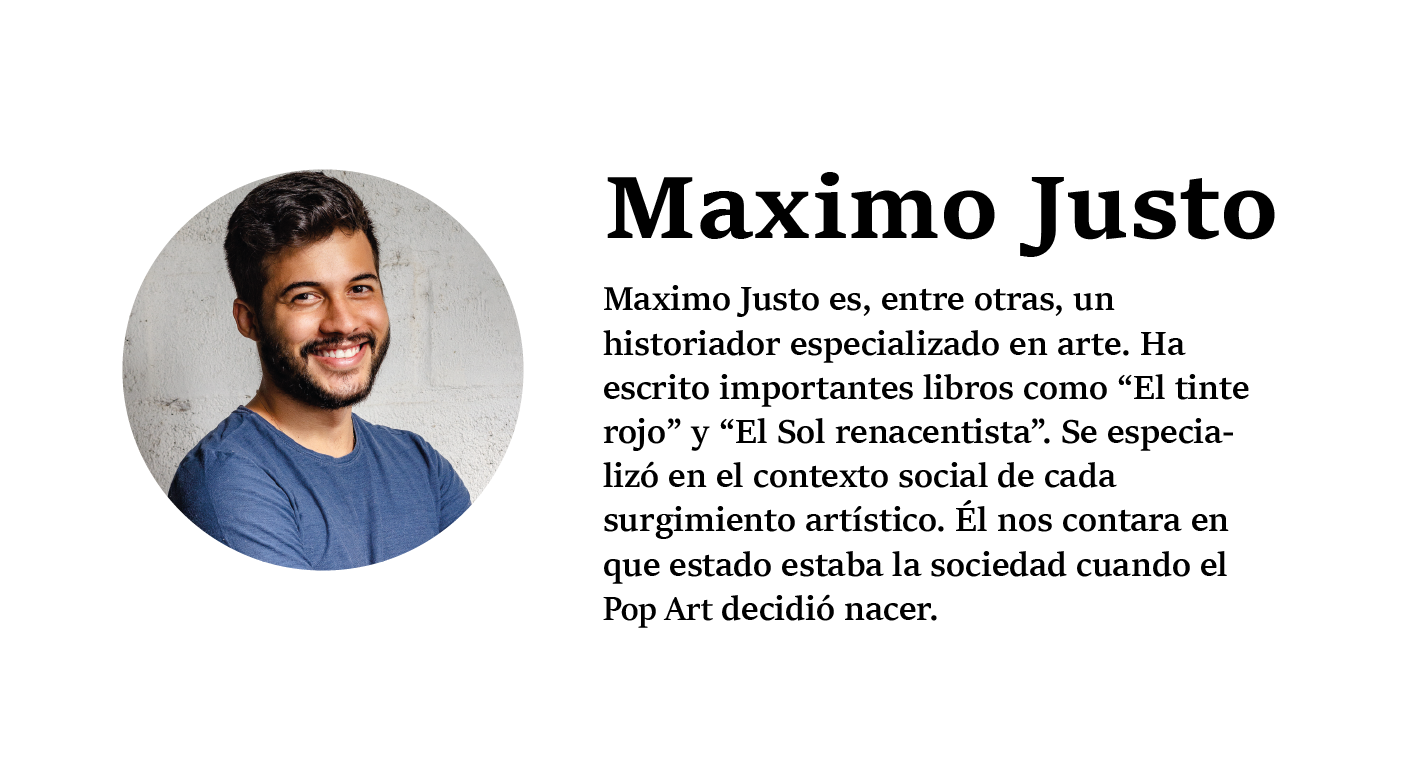 Maximo Justo
Maximo Justo es, entre otras, un
historiador especializado en arte. Ha
escrito importantes libros como “El tinte
rojo” y “El Sol renacentista”. Se especia-
lizó en el contexto social de cada
surgimiento artístico. Él nos contara en
que estado estaba la sociedad cuando el
Pop Art decidió nacer.